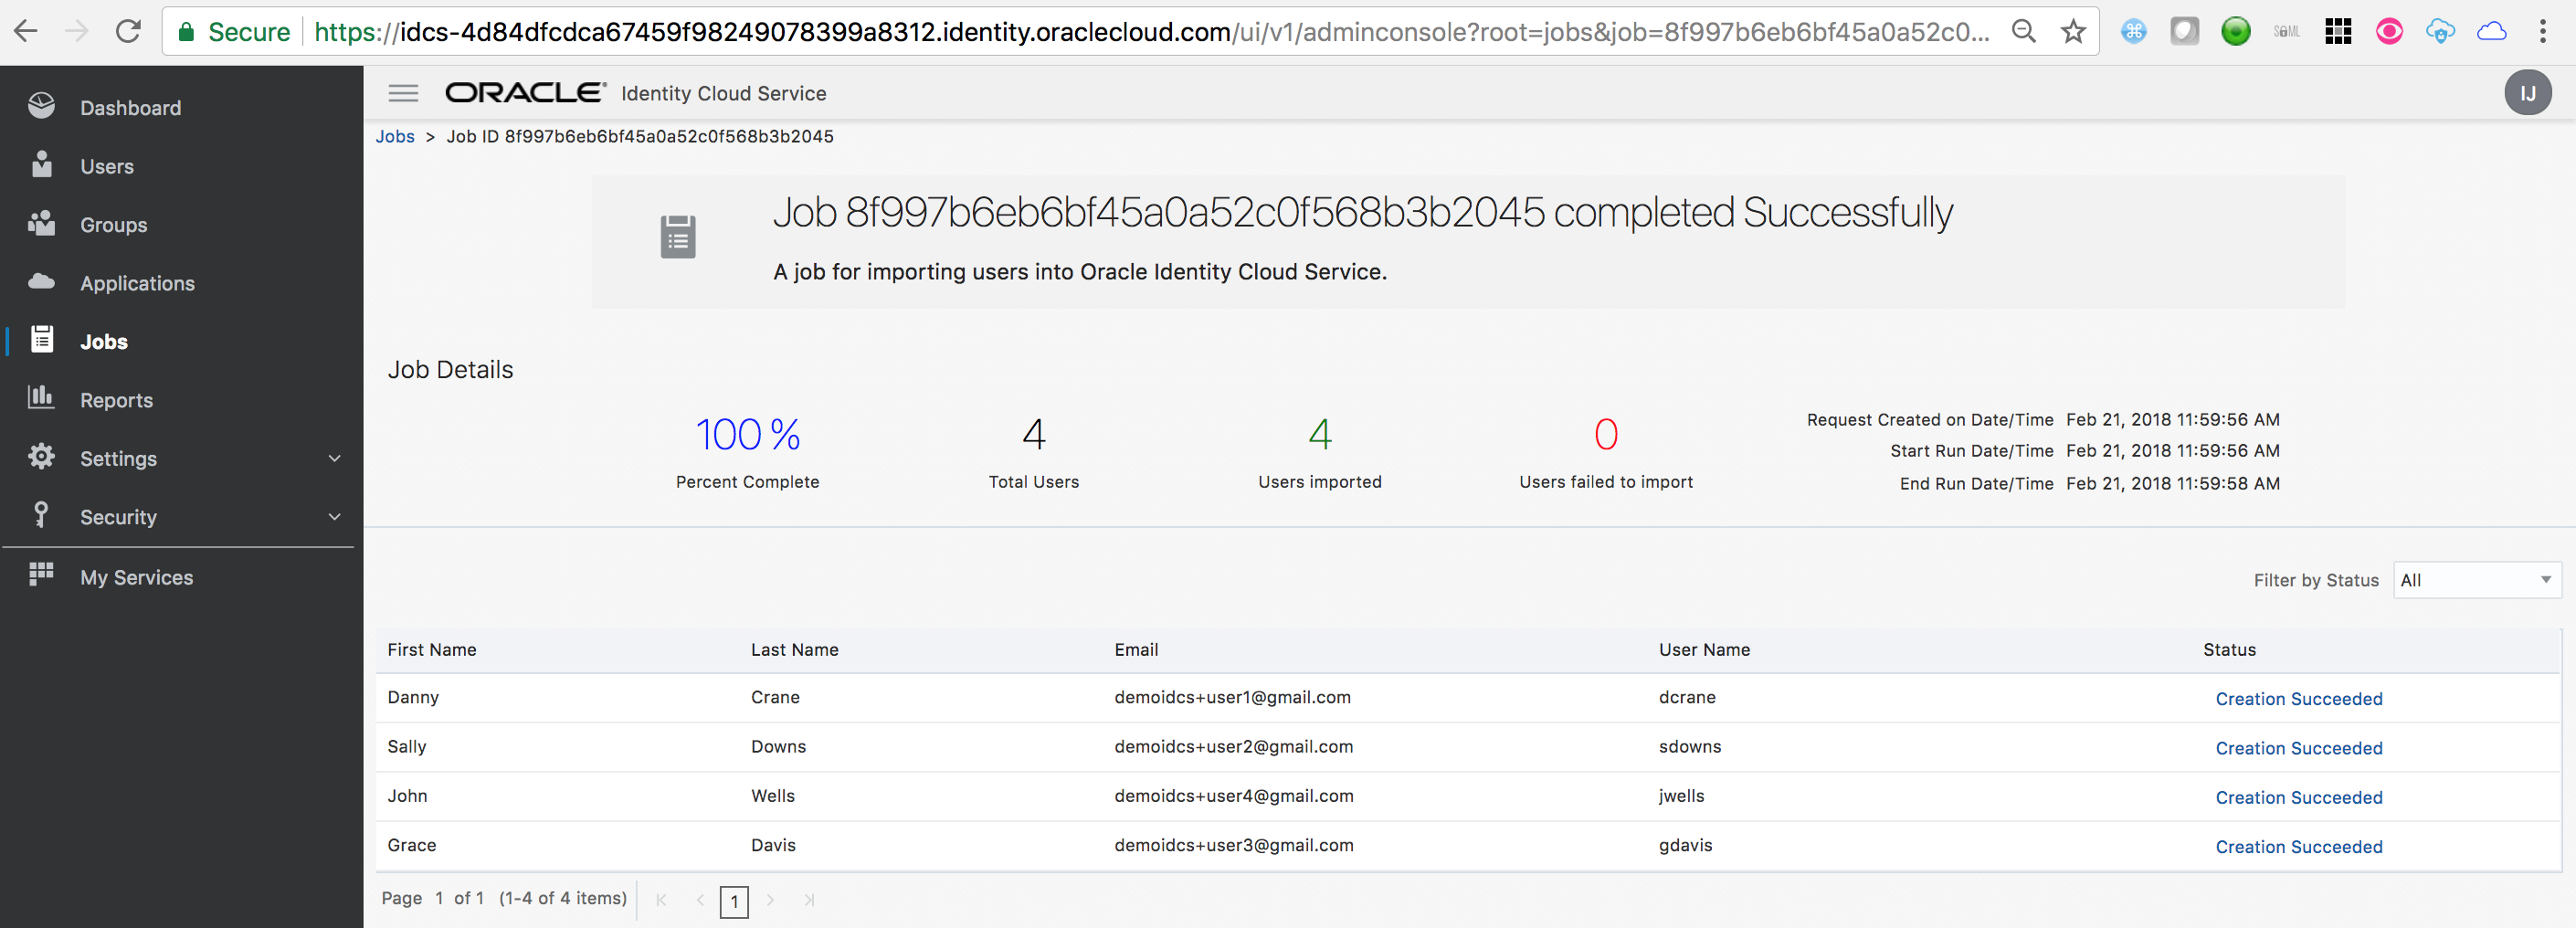 Secure https://idcs-4d84dfcdca67459f98249078399a8312.identity.oraclecloud.com/ui/v1/adminconsole?root=jobs&job=8f997b6eb6bf45a0a52c0...
SAML
Dashboard
Users
Groups
Applications
Jobs
Reports
Settings
Security
My Services
ORACLE® Identity Cloud Service
IJ
Jobs > Job ID 8f997b6eb6bf45a0a52c0f568b3b2045
Job 8f997b6eb6bf45a0a52c0f568b3b2045 completed Successfully
A job for importing users into Oracle Identity Cloud Service.
Job Details
100 %
Percent Complete
4
Total Users
4
Users imported
0
Users failed to import
Request Created on Date/Time Feb 21, 2018 11:59:56 AM
Start Run Date/Time Feb 21, 2018 11:59:56 AM
End Run Date/Time Feb 21, 2018 11:59:58 AM
Filter by Status All
First Name Last Name Email User Name Status
Danny Crane demoidcs+user1@gmail.com dcrane Creation Succeeded
Sally Downs demoidcs+user2@gmail.com sdowns Creation Succeeded
John Wells demoidcs+user4@gmail.com jwells Creation Succeeded
Grace Davis demoidcs+user3@gmail.com gdavis Creation Succeeded
Page 1 of 1 (1-4 of 4 items) 1